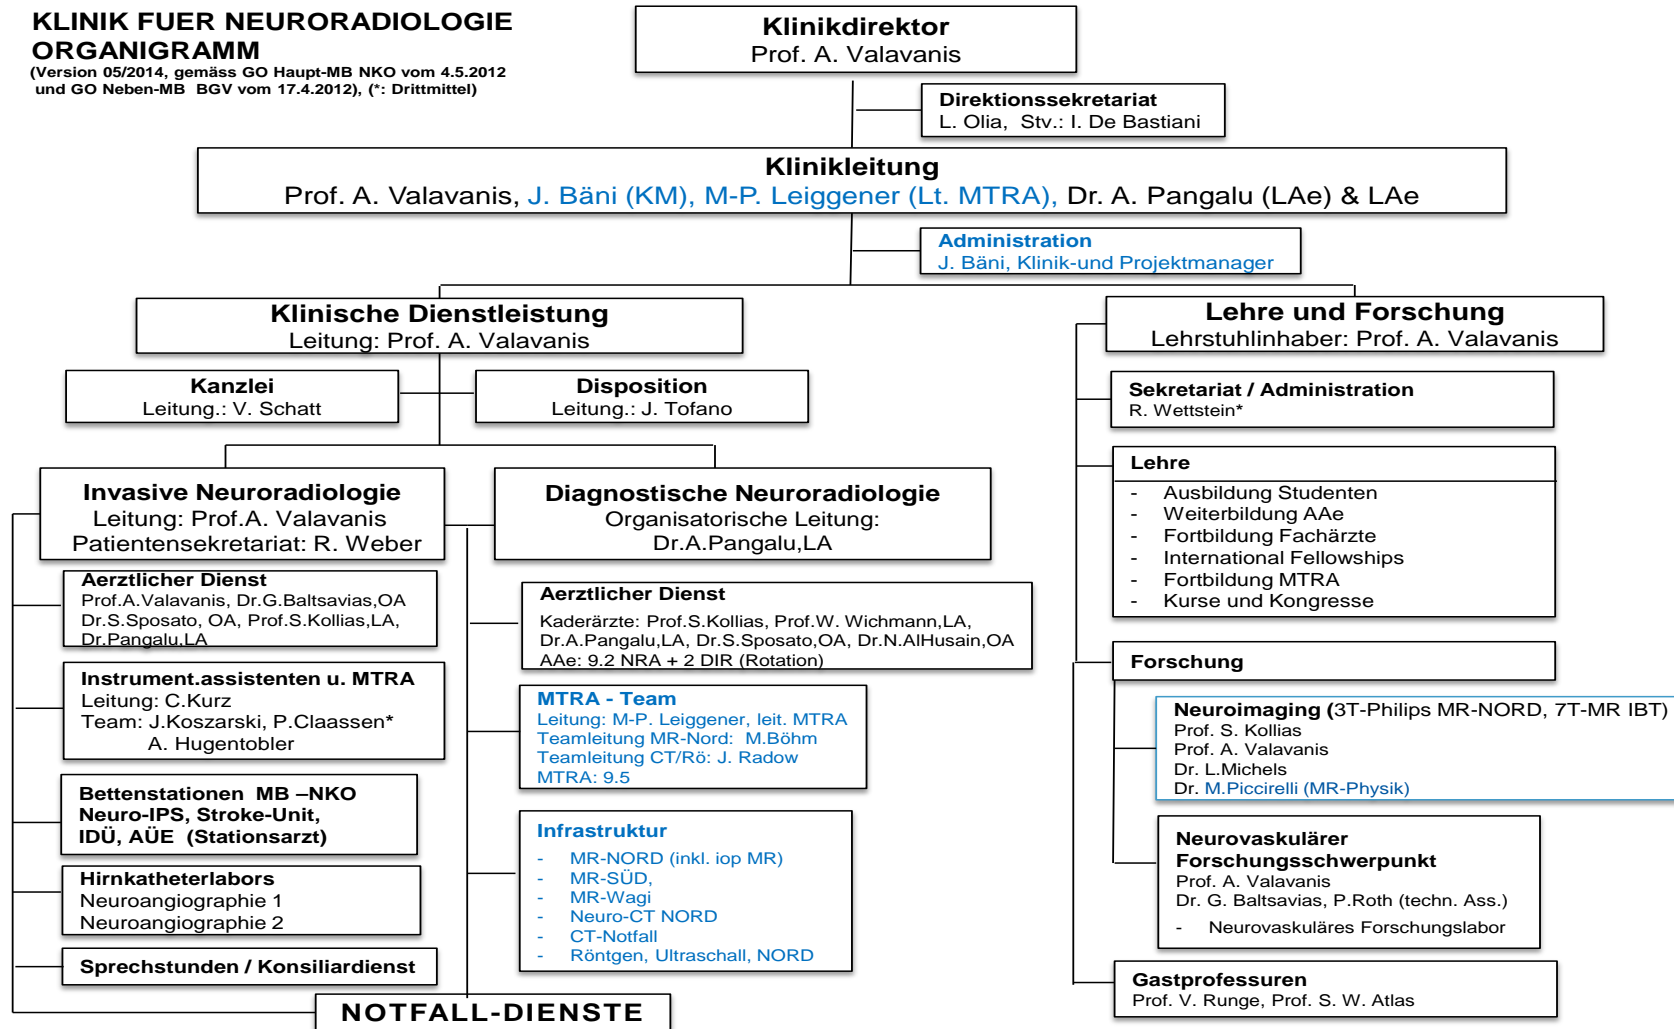 KLINIK FUER NEURORADIOLOGIE
ORGANIGRAMM
(Version 05/2014, gemäss GO Haupt-MB NKO vom 4.5.2012
und GO Neben-MB BGV vom 17.4.2012), (*: Drittmittel)
Klinikdirektor
Prof. A. Valavanis
Direktionssekretariat
L. Olia, Stv.: I. De Bastiani
Klinikleitung
Prof. A. Valavanis, J. Bäni (KM), M-P. Leiggener (Lt. MTRA), Dr. A. Pangalu (LAe) & LAe
Administration
J. Bäni, Klinik-und Projektmanager
Klinische Dienstleistung
Leitung: Prof. A. Valavanis
Kanzlei
Leitung.: V. Schatt
Disposition
Leitung.: J. Tofano
Invasive Neuroradiologie
Leitung: Prof.A. Valavanis
Patientensekretariat: R. Weber
Aerztlicher Dienst
Prof.A.Valavanis, Dr.G.Baltsavias,OA
Dr.S.Sposato, OA, Prof.S.Kollias,LA,
Dr.Pangalu,LA
Instrument.assistenten u. MTRA
Leitung: C.Kurz
Team: J.Koszarski, P.Claassen*
A. Hugentobler
Bettenstationen MB –NKO
Neuro-IPS, Stroke-Unit,
IDÜ, AÜE (Stationsarzt)
Hirnkatheterlabors
Neuroangiographie 1
Neuroangiographie 2
Sprechstunden / Konsiliardienst
Diagnostische Neuroradiologie
Organisatorische Leitung:
Dr.A.Pangalu,LA
Aerztlicher Dienst
Kaderärzte: Prof.S.Kollias, Prof.W. Wichmann,LA,
Dr.A.Pangalu,LA, Dr.S.Sposato,OA, Dr.N.AlHusain,OA
AAe: 9.2 NRA + 2 DIR (Rotation)
MTRA - Team
Leitung: M-P. Leiggener, leit. MTRA
Teamleitung MR-Nord: M.Böhm
Teamleitung CT/Rö: J. Radow
MTRA: 9.5
Infrastruktur
- MR-NORD (inkl. iop MR)
- MR-SÜD,
- MR-Wagi
- Neuro-CT NORD
- CT-Notfall
- Röntgen, Ultraschall, NORD
NOTFALL-DIENSTE
Lehre und Forschung
Lehrstuhlinhaber: Prof. A. Valavanis
Sekretariat / Administration
R. Wettstein*
Lehre
- Ausbildung Studenten
- Weiterbildung AAe
- Fortbildung Fachärzte
- International Fellowships
- Fortbildung MTRA
- Kurse und Kongresse
Forschung
Neuroimaging (3T-Philips MR-NORD, 7T-MR IBT)
Prof. S. Kollias
Prof. A. Valavanis
Dr. L.Michels
Dr. M.Piccirelli (MR-Physik)
Neurovaskulärer
Forschungsschwerpunkt
Prof. A. Valavanis
Dr. G. Baltsavias, P.Roth (techn. Ass.)
- Neurovaskuläres Forschungslabor
Gastprofessuren
Prof. V. Runge, Prof. S. W. Atlas